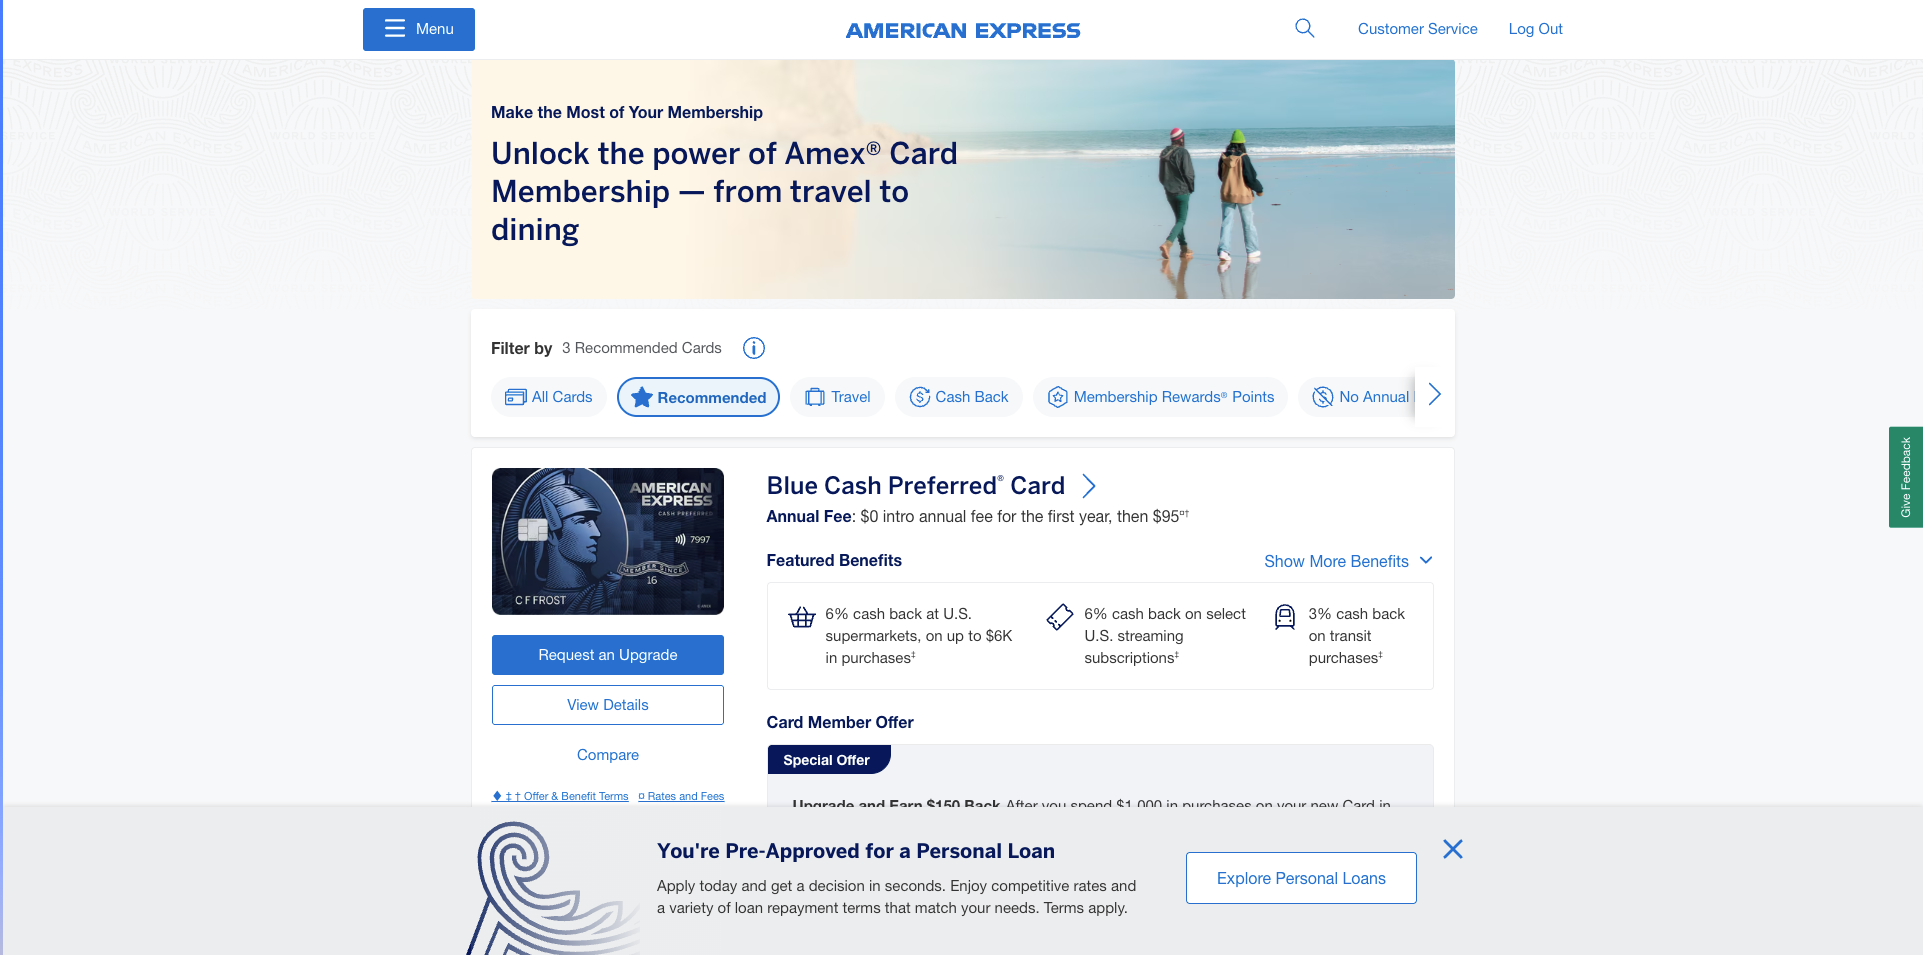 Menu
AMERICAN EXPRESS
Customer Service
Log Out
Make the Most of Your Membership
Unlock the power of Amex® Card
Membership — from travel to
dining
Filter by 3 Recommended Cards
All Cards
Recommended
Travel
Cash Back
Membership Rewards® Points
No Annual
Give Feedback
AMERICAN
EXPRESS
CASH PREFERRED
7997
MEMBER SINCE
16
C F FROST
Request an Upgrade
View Details
Compare
‡ † Offer & Benefit Terms
¤ Rates and Fees
Blue Cash Preferred® Card
Annual Fee: $0 intro annual fee for the first year, then $95¤†
Featured Benefits
Show More Benefits
6% cash back at U.S.
supermarkets, on up to $6K
in purchases‡
6% cash back on select
U.S. streaming
subscriptions‡
3% cash back
on transit
purchases‡
Card Member Offer
Special Offer
Upgrade and Earn $150 Back. After you spend $1,000 in purchases on your new Card in
You're Pre-Approved for a Personal Loan
Apply today and get a decision in seconds. Enjoy competitive rates and
a variety of loan repayment terms that match your needs. Terms apply.
Explore Personal Loans